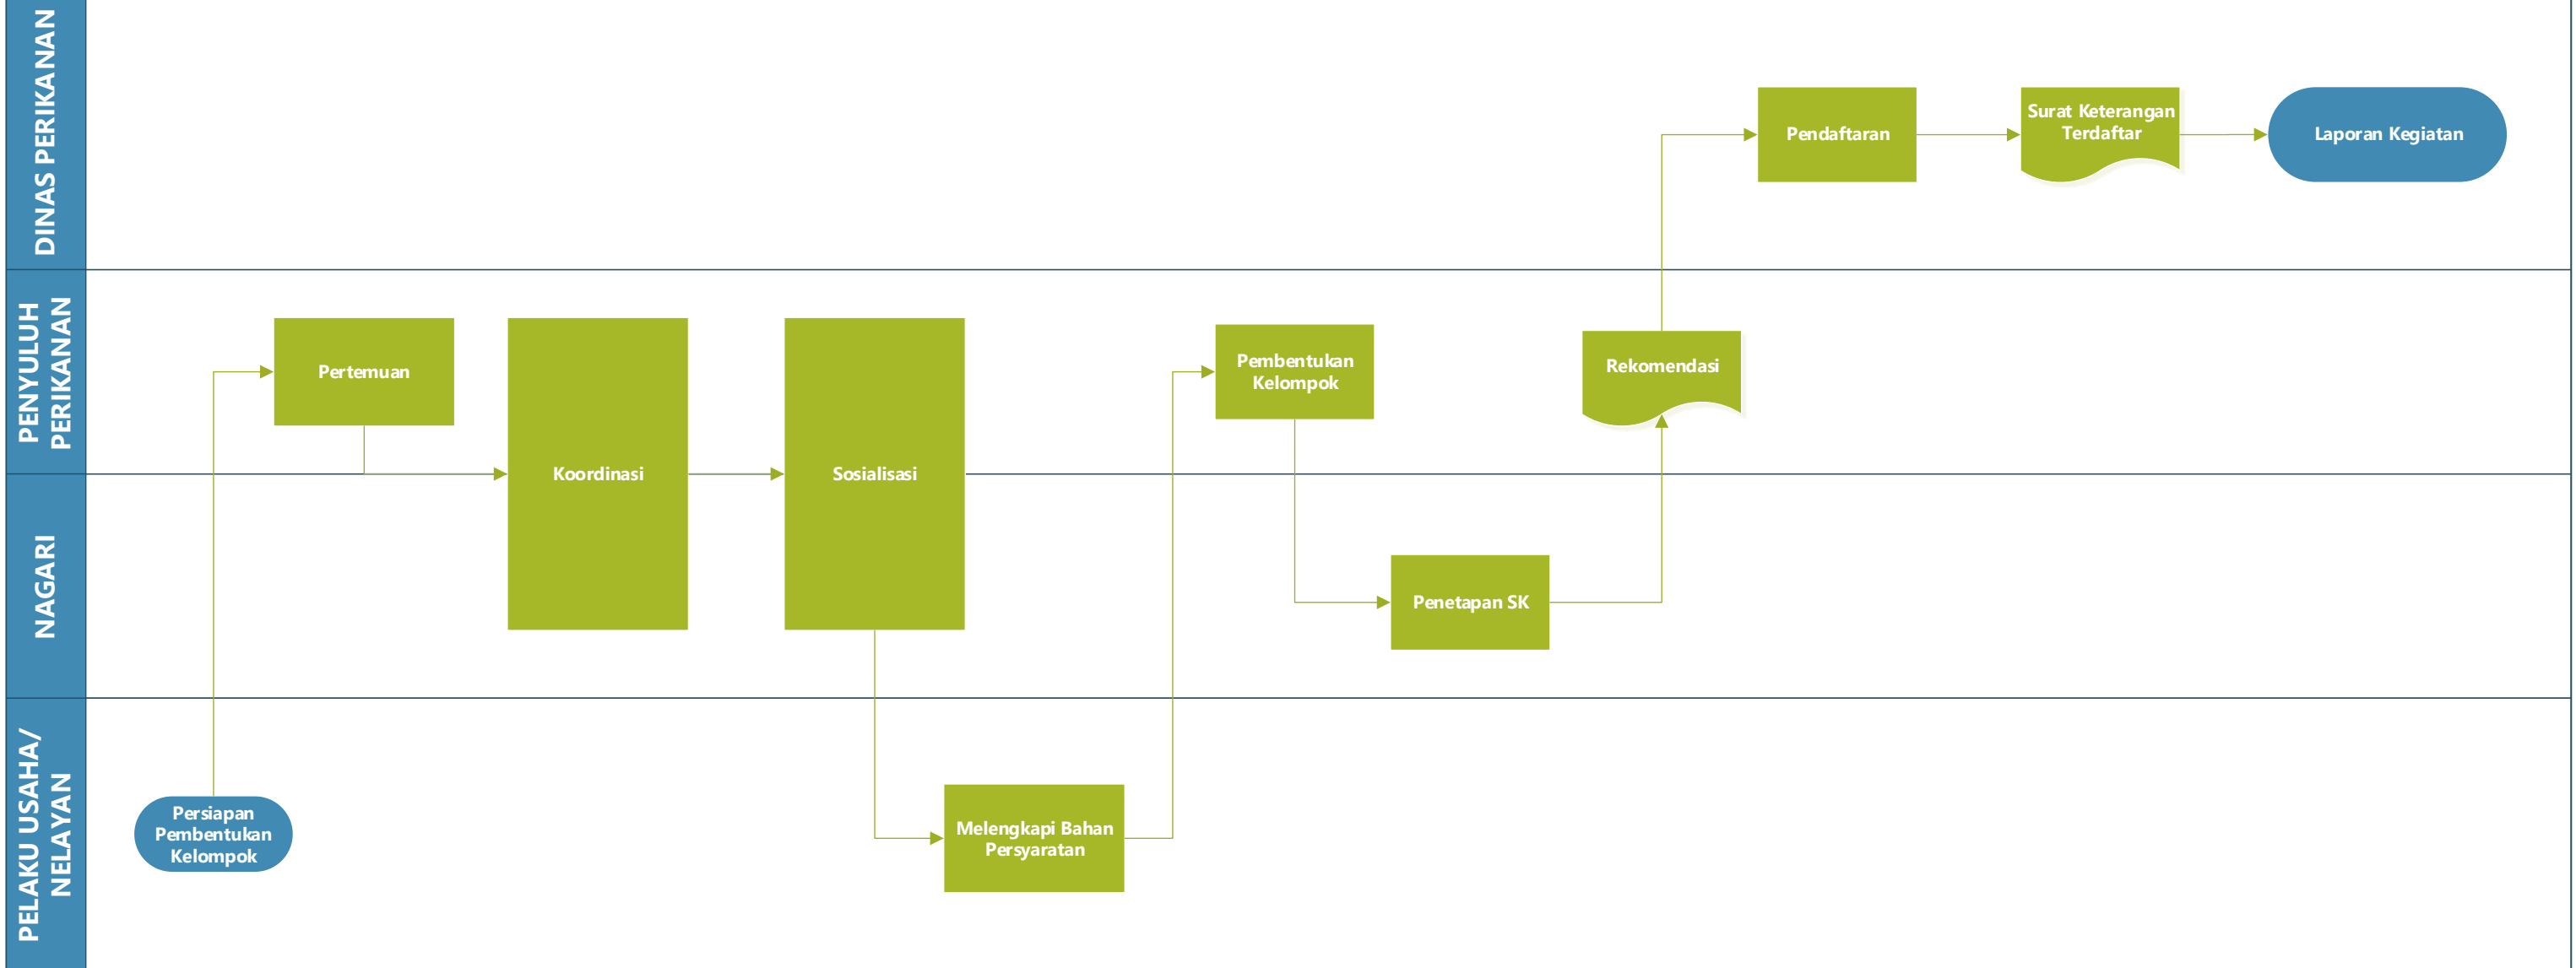 DINAS PERIKANAN
Pendaftaran
Surat Keterangan
Terdaftar
Laporan Kegiatan
PENYULUH
PERIKANAN
Pertemuan
Koordinasi
Sosialisasi
Pembentukan
Kelompok
Rekomendasi
NAGARI
Penetapan SK
PELAKU USAHA/
NELAYAN
Persiapan
Pembentukan
Kelompok
Melengkapi Bahan
Persyaratan